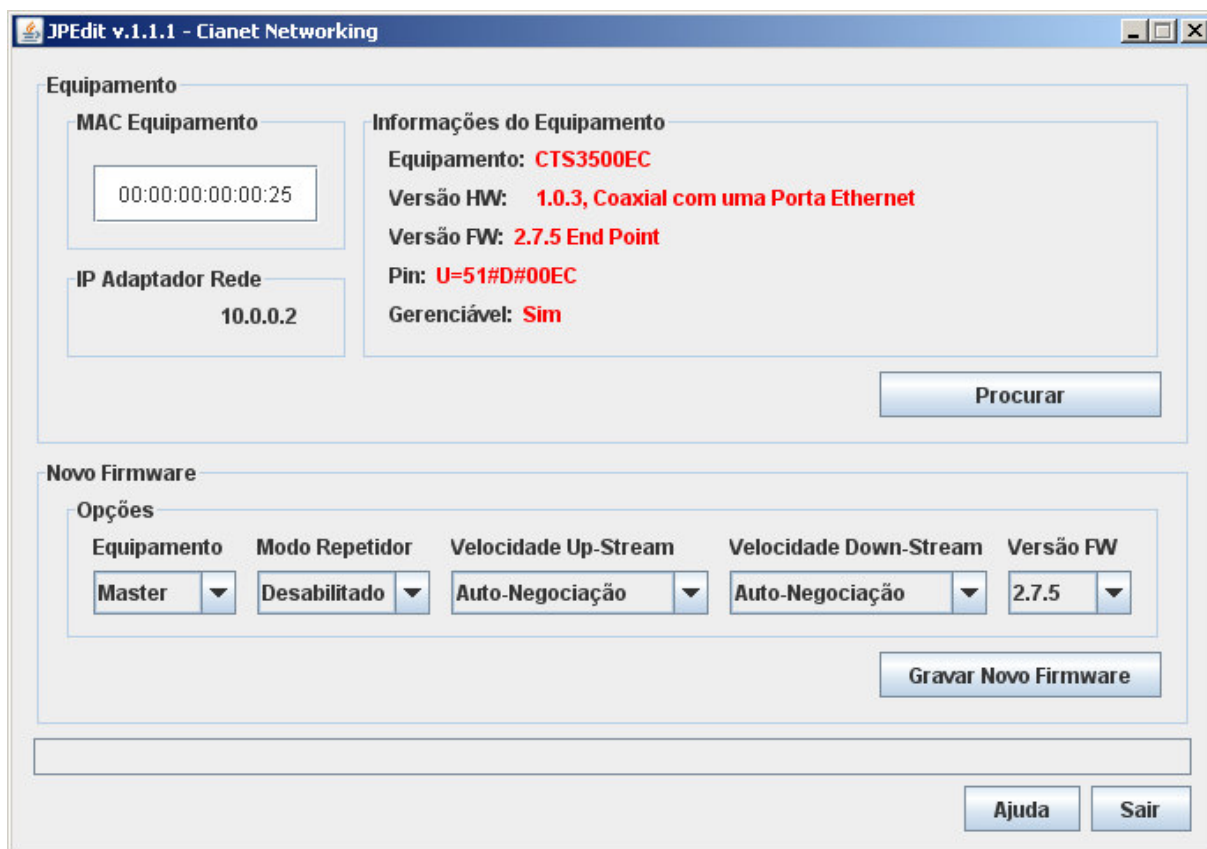 JPEdit v.1.1.1 - Cianet Networking
Equipamento
MAC Equipamento
00:00:00:00:00:25
IP Adaptador Rede
10.0.0.2
Informações do Equipamento
Equipamento: CTS3500EC
Versão HW: 1.0.3, Coaxial com uma Porta Ethernet
Versão FW: 2.7.5 End Point
Pin: U=51#D#00EC
Gerenciável: Sim
Procurar
Novo Firmware
Opções
Equipamento Modo Repetidor Velocidade Up-Stream Velocidade Down-Stream Versão FW
Master Desabilitado Auto-Negociação Auto-Negociação 2.7.5
Gravar Novo Firmware
Ajuda Sair